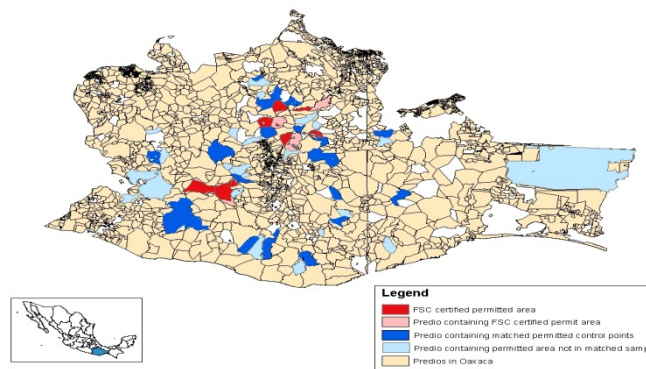 Legend
FSC certified permitted area
Predio containing FSC certified permit area
Predio containing matched permitted control points
Predio containing permitted area not in matched samp
Predios in Oaxaca